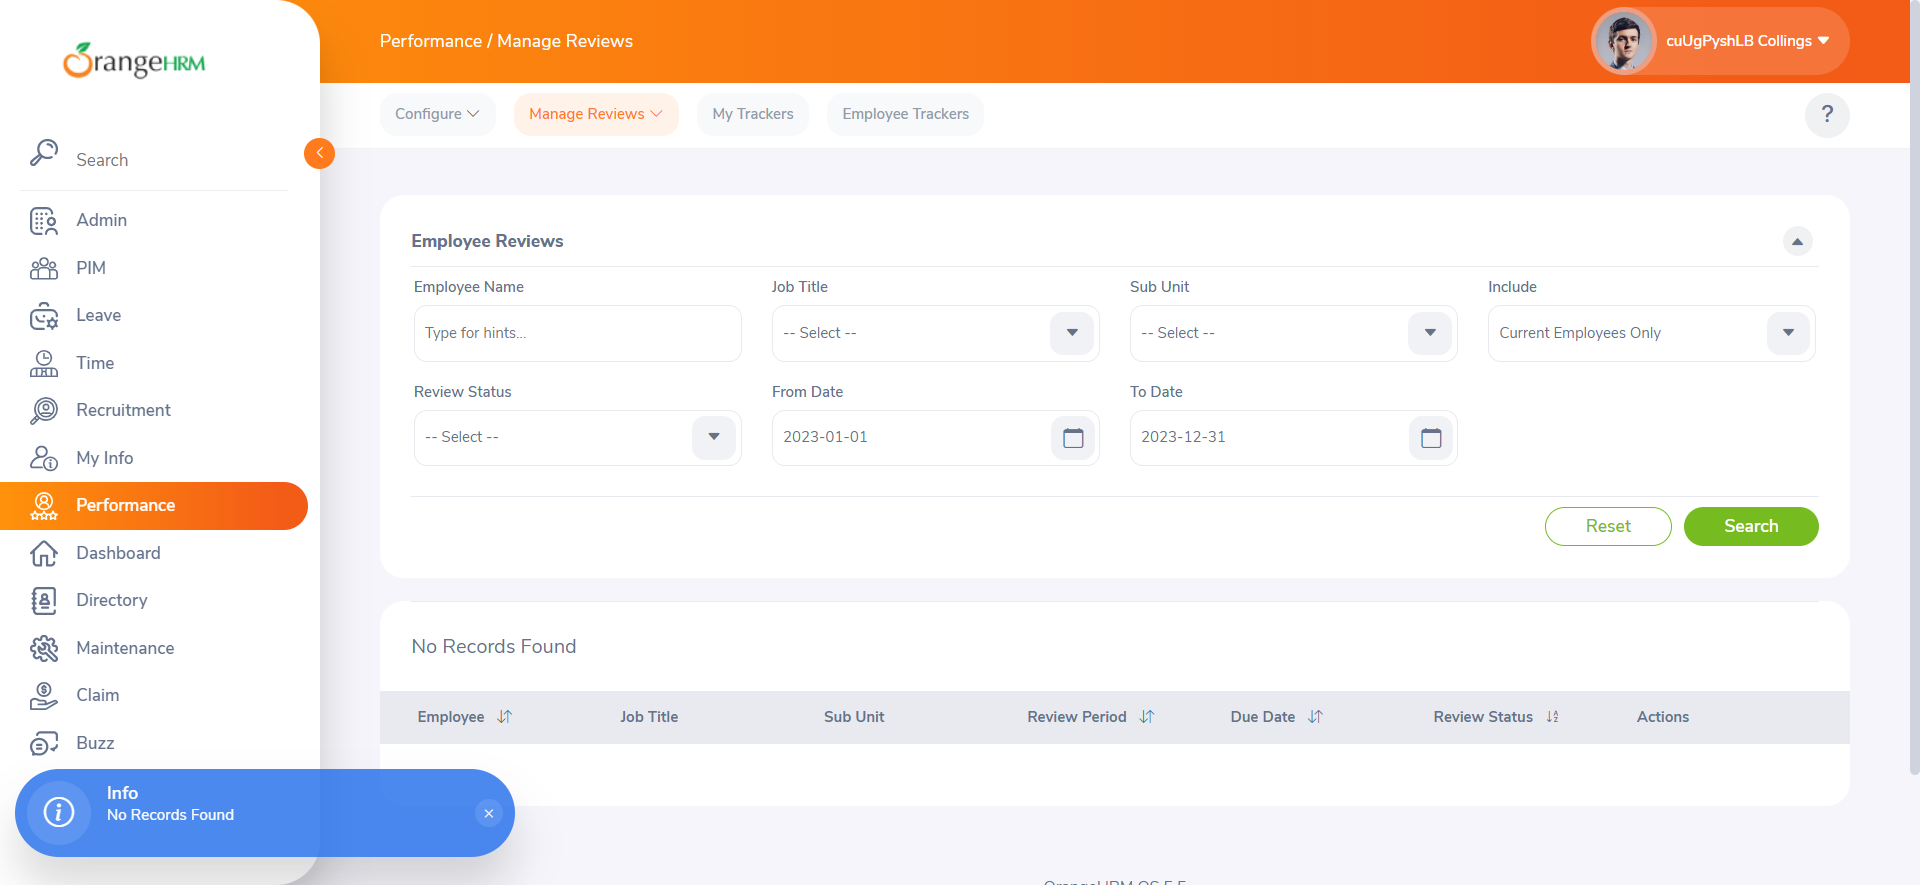 OrangeHRM
Performance / Manage Reviews
cuUgPyshLB Collings
Configure
Manage Reviews
My Trackers
Employee Trackers
?
Search
Admin
PIM
Leave
Time
Recruitment
My Info
Performance
Dashboard
Directory
Maintenance
Claim
Buzz
Employee Reviews
Employee Name
Job Title
Sub Unit
Include
Type for hints...
-- Select --
-- Select --
Current Employees Only
Review Status
From Date
To Date
-- Select --
2023-01-01
2023-12-31
Reset
Search
No Records Found
Employee
Job Title
Sub Unit
Review Period
Due Date
Review Status
Actions
Info
No Records Found
OrangeHRM OS 5.5